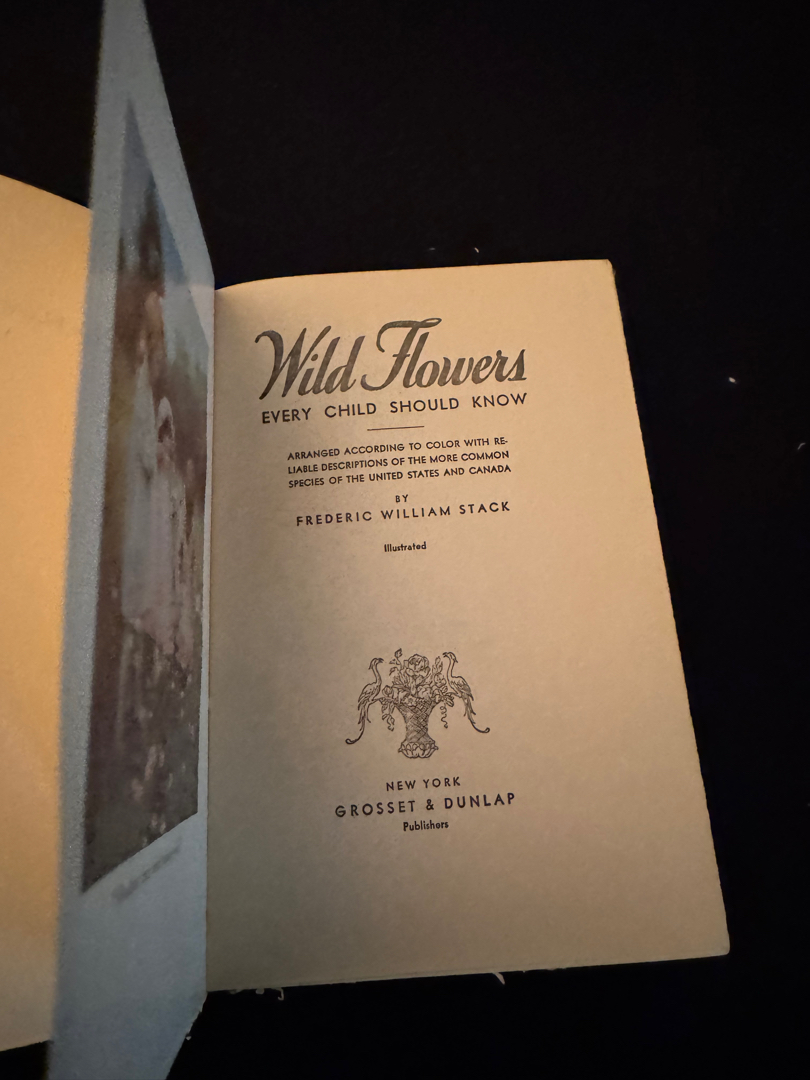 Wild Flowers
EVERY CHILD SHOULD KNOW
ARRANGED ACCORDING TO COLOR WITH RE-
LIABLE DESCRIPTIONS OF THE MORE COMMON
SPECIES OF THE UNITED STATES AND CANADA
BY
FREDERIC WILLIAM STACK
Illustrated
NEW YORK
GROSSET & DUNLAP
Publishers